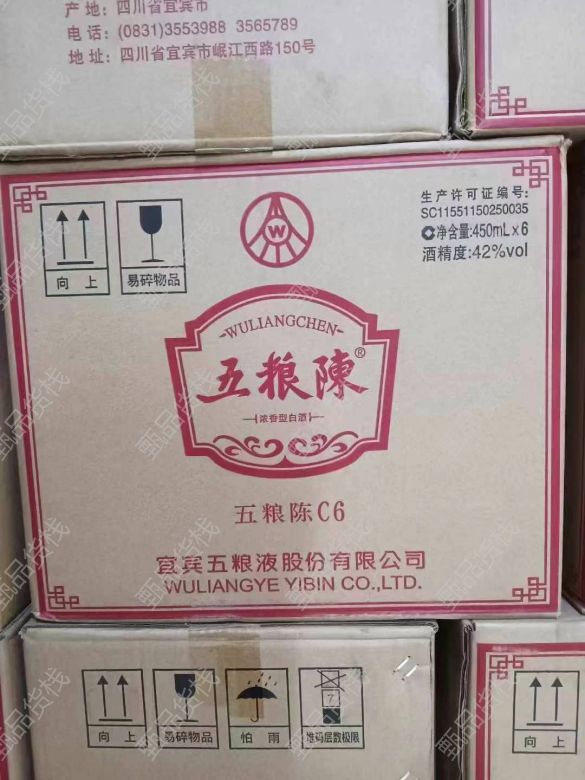 产 地: 四川省宜宾市
电 话: (0831)3553988 3565789
地 址: 四川省宜宾市岷江西路150号
向 上
易碎物品
W
生产许可证编号:
SC11551150250035
净含量:450mL×6
酒精度:42%vol
-WULIANGCHEN-
五粮陳®
浓香型白酒
五粮陈C6
宜宾五粮液股份有限公司
WULIANGYE YIBIN CO.,LTD.
向 上
易碎物品
怕 雨
7
堆码层数极限
向 上
甄品货栈